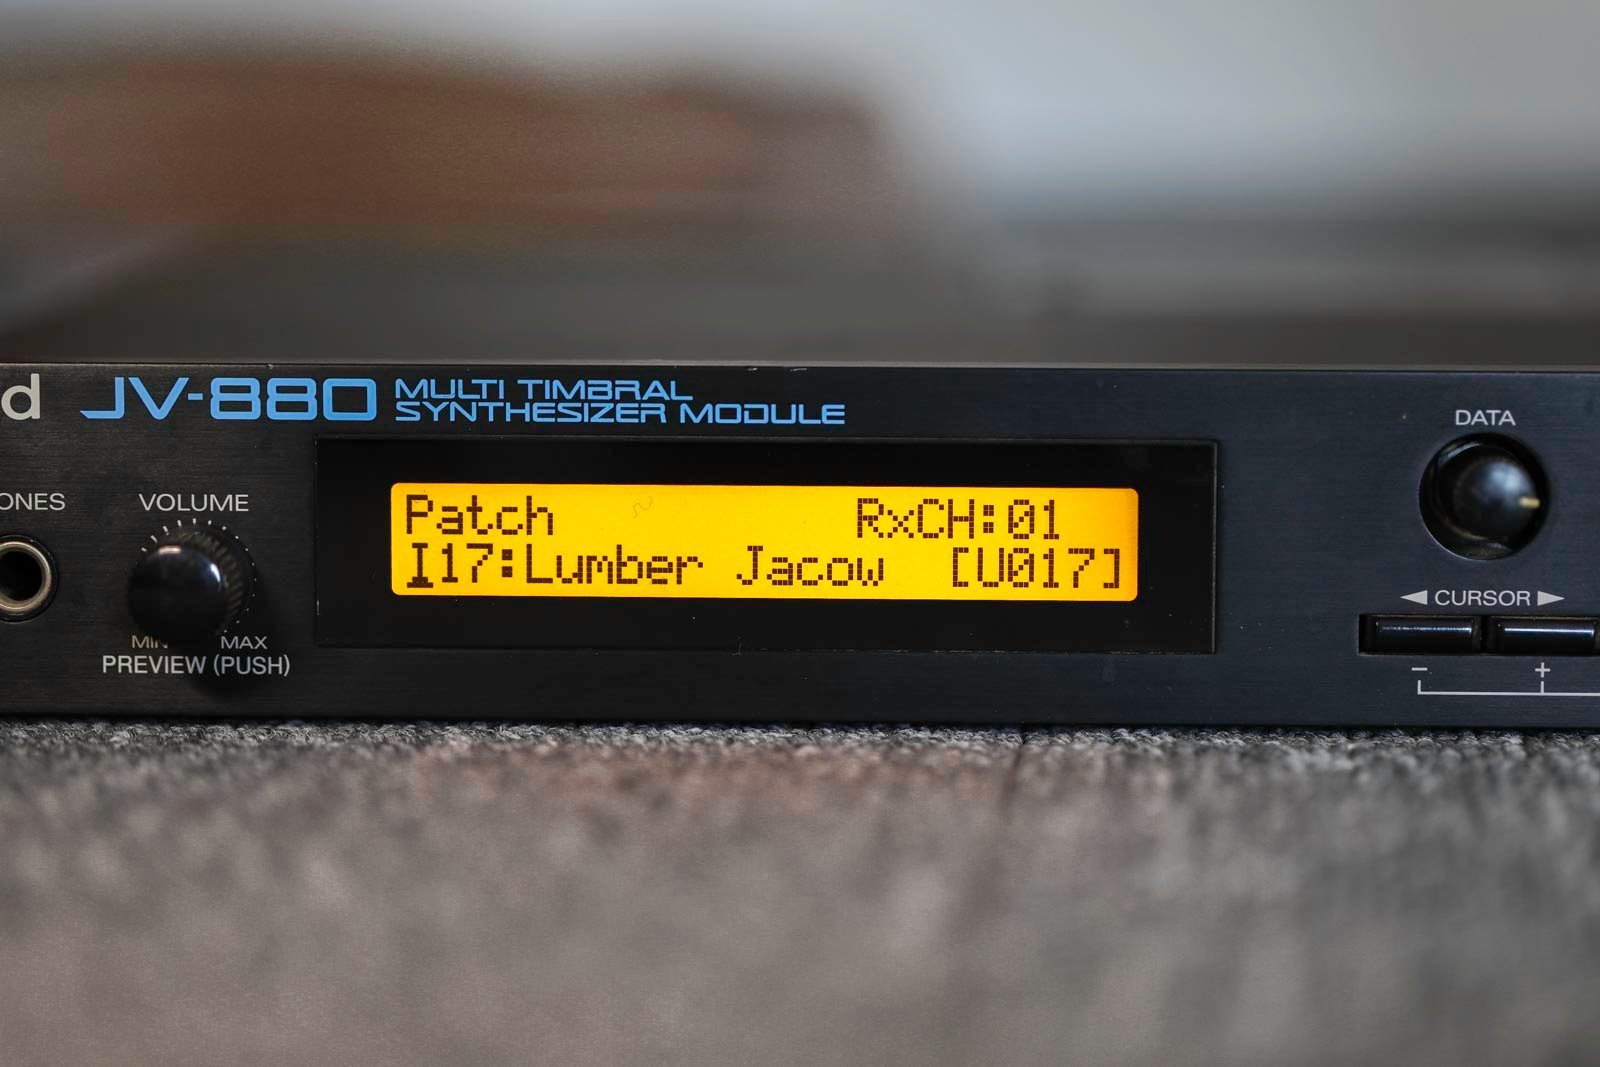 d JV-880 MULTI TIMBRAL
SYNTHESIZER MODULE
DATA
ONES
VOLUME
Patch RxCH:01
I17:Lumber Jacow [U017]
CURSOR
MIN MAX
PREVIEW (PUSH)
- +